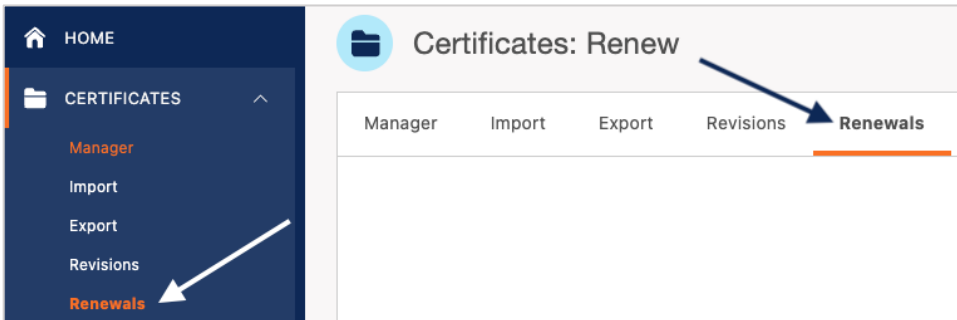 HOME
CERTIFICATES
Manager
Import
Export
Revisions
Renewals
Certificates: Renew
Manager Import Export Revisions Renewals